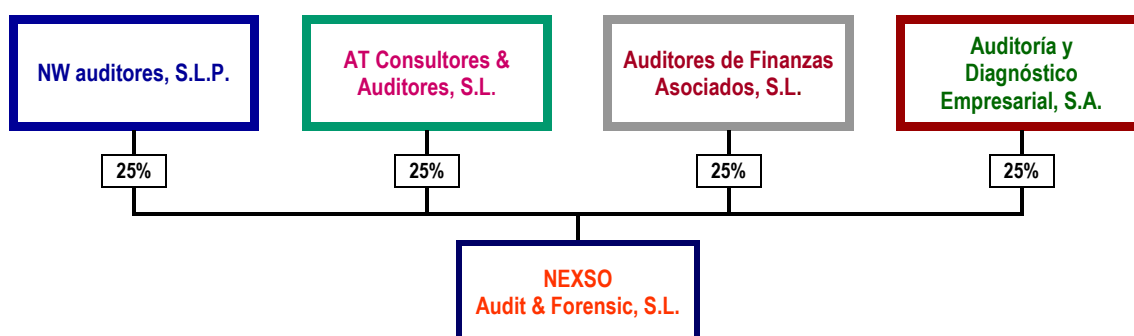 NW auditores, S.L.P.
AT Consultores &
Auditores, S.L.
Auditores de Finanzas
Asociados, S.L.
Auditoría y
Diagnóstico
Empresarial, S.A.
25%
25%
25%
25%
NEXSO
Audit & Forensic, S.L.